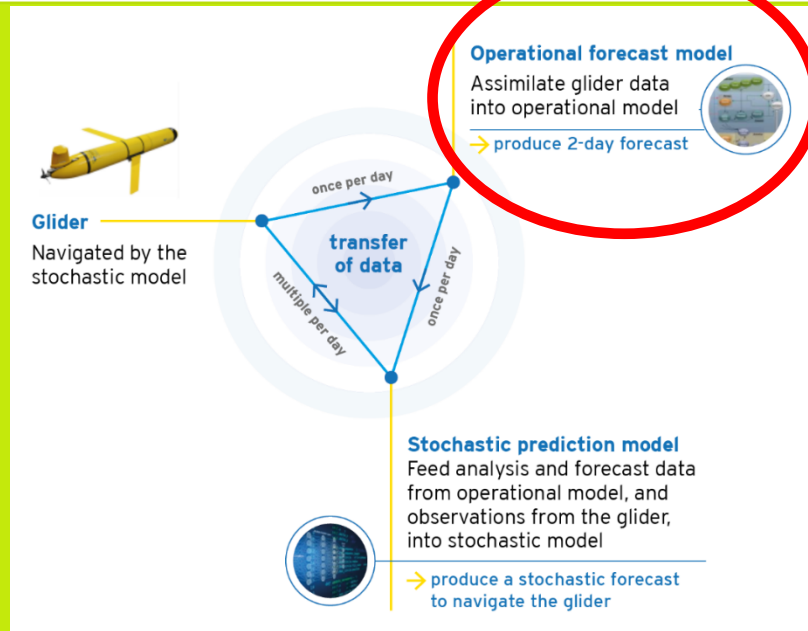 Operational forecast model
Assimilate glider data
into operational model
→ produce 2-day forecast
once per day
Glider
Navigated by the
stochastic model
transfer
of data
once per day
multiple per day
Stochastic prediction model
Feed analysis and forecast data
from operational model, and
observations from the glider,
into stochastic model
→ produce a stochastic forecast
to navigate the glider